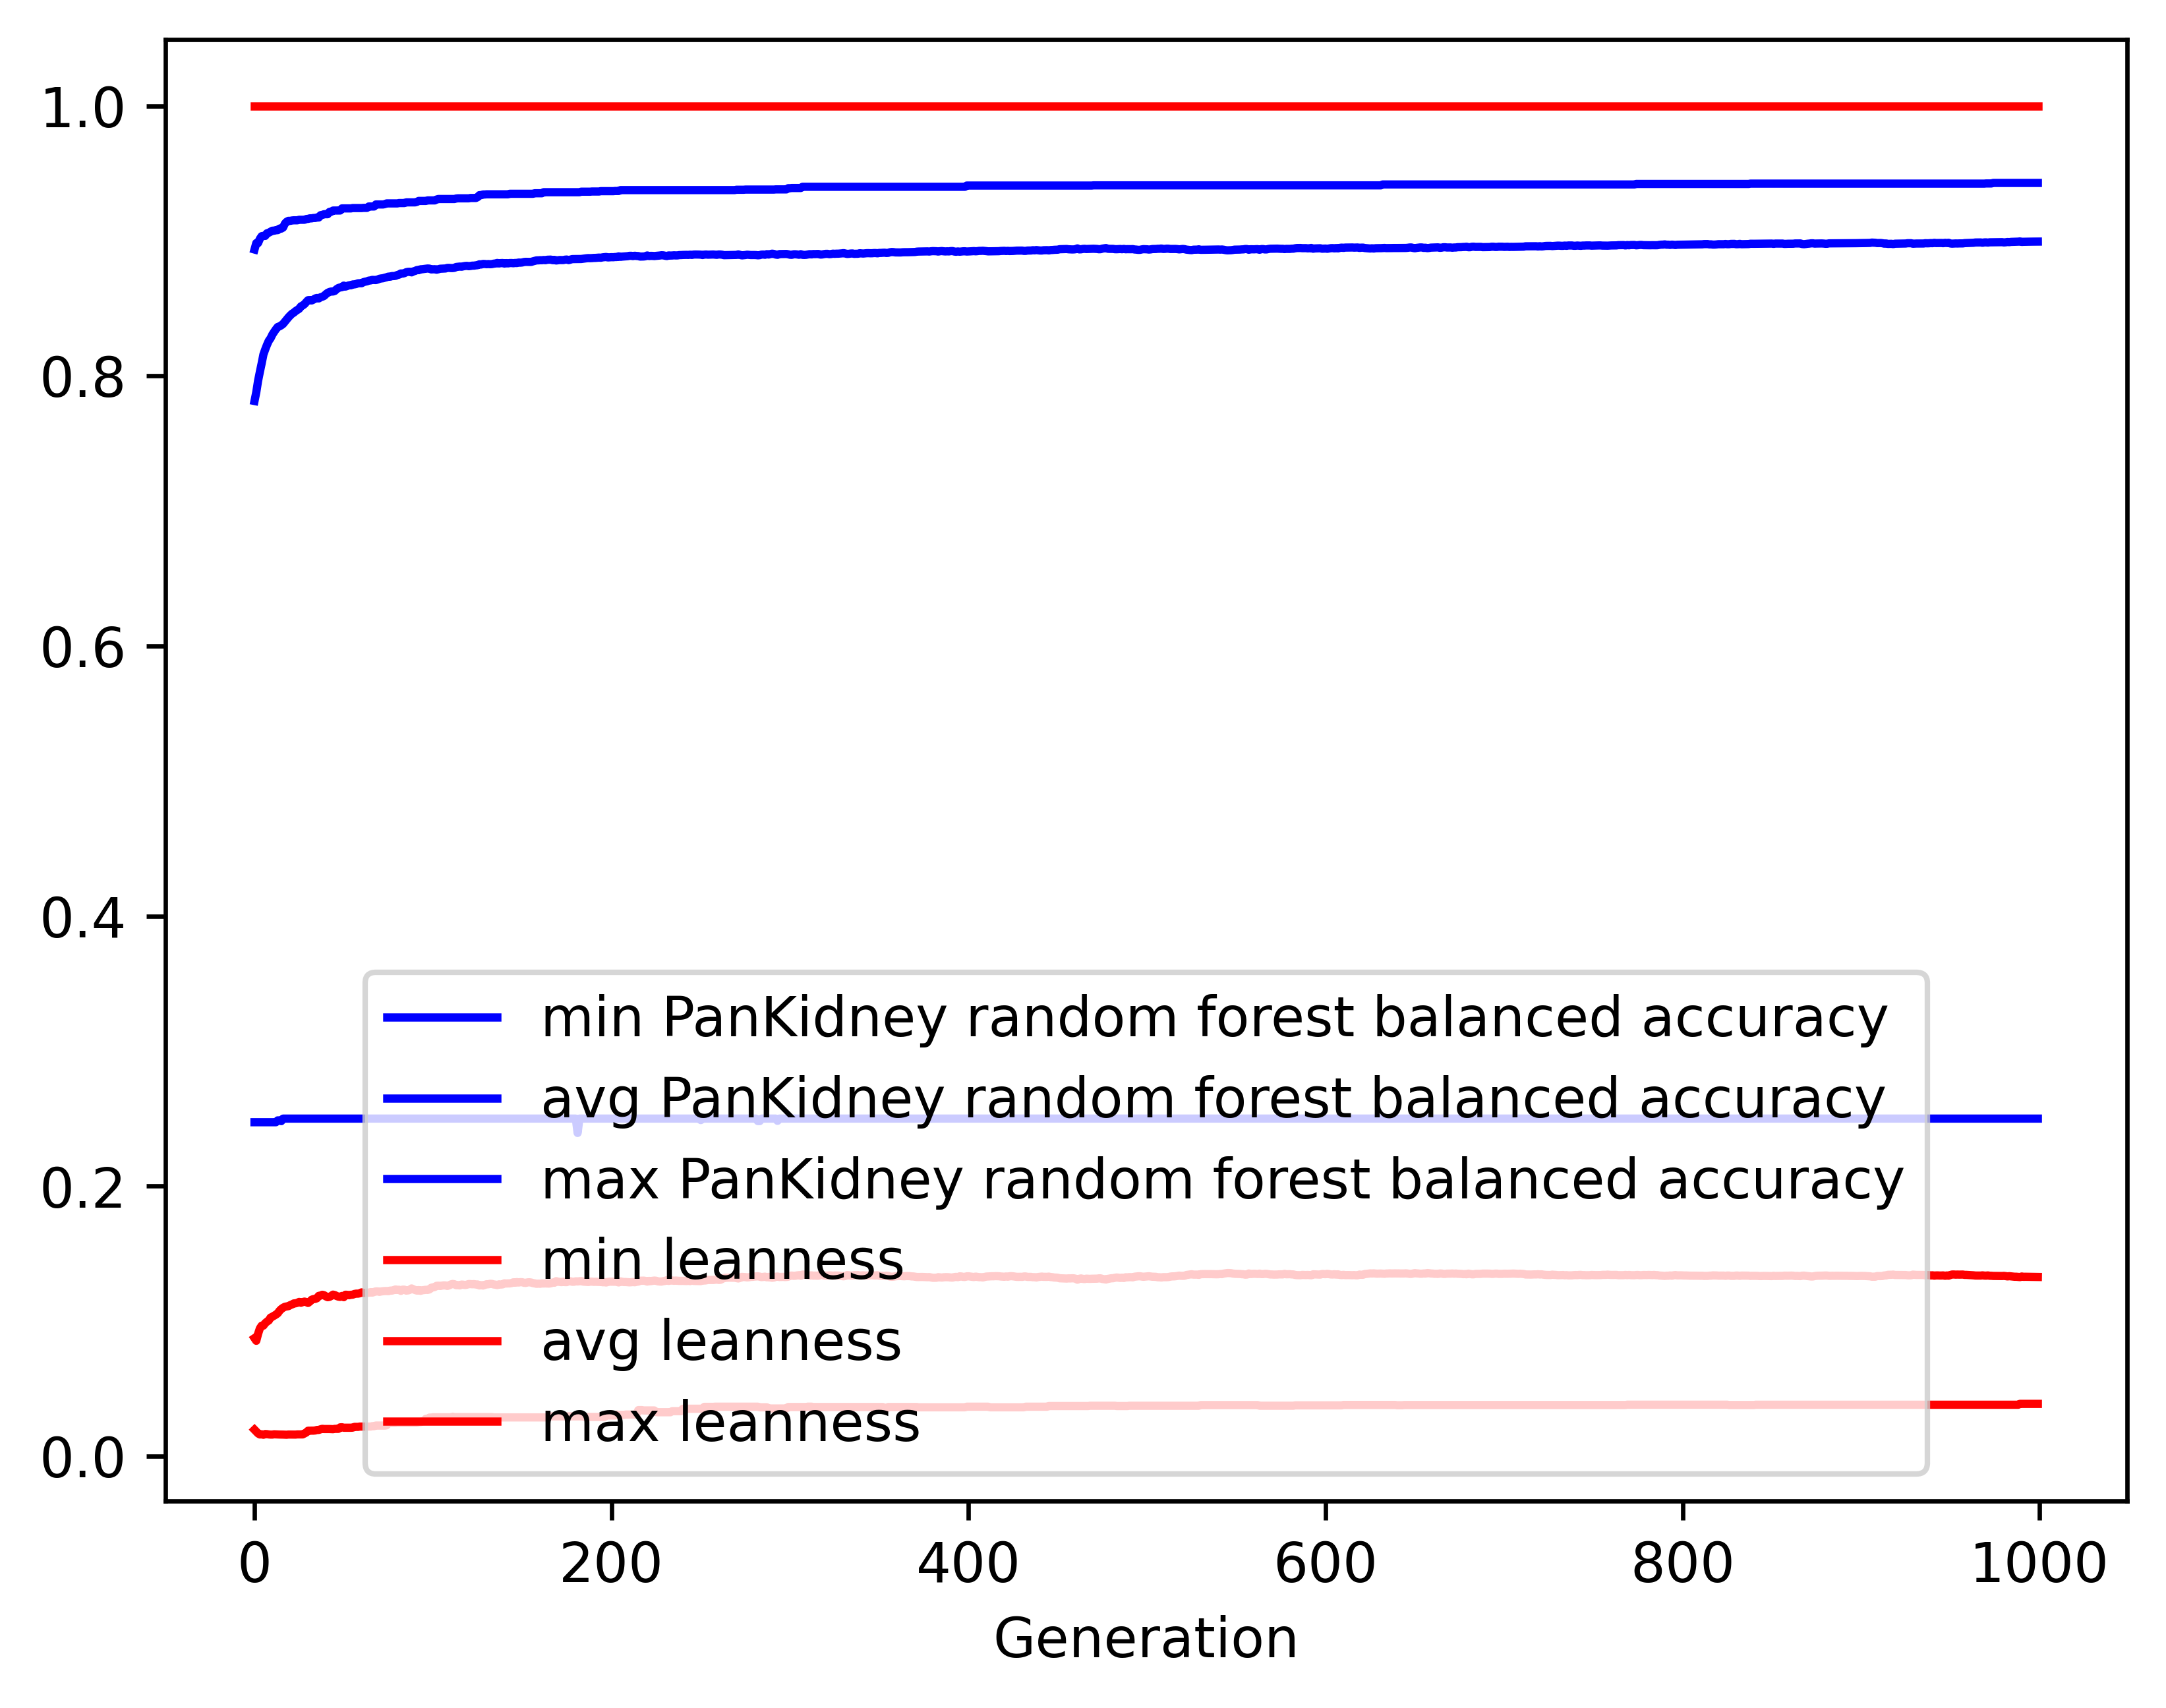 1.0
0.8
0.6
0.4
0.2
0.0
min PanKidney random forest balanced accuracy
avg PanKidney random forest balanced accuracy
max PanKidney random forest balanced accuracy
min leanness
avg leanness
max leanness
0 200 400 600 800 1000
Generation